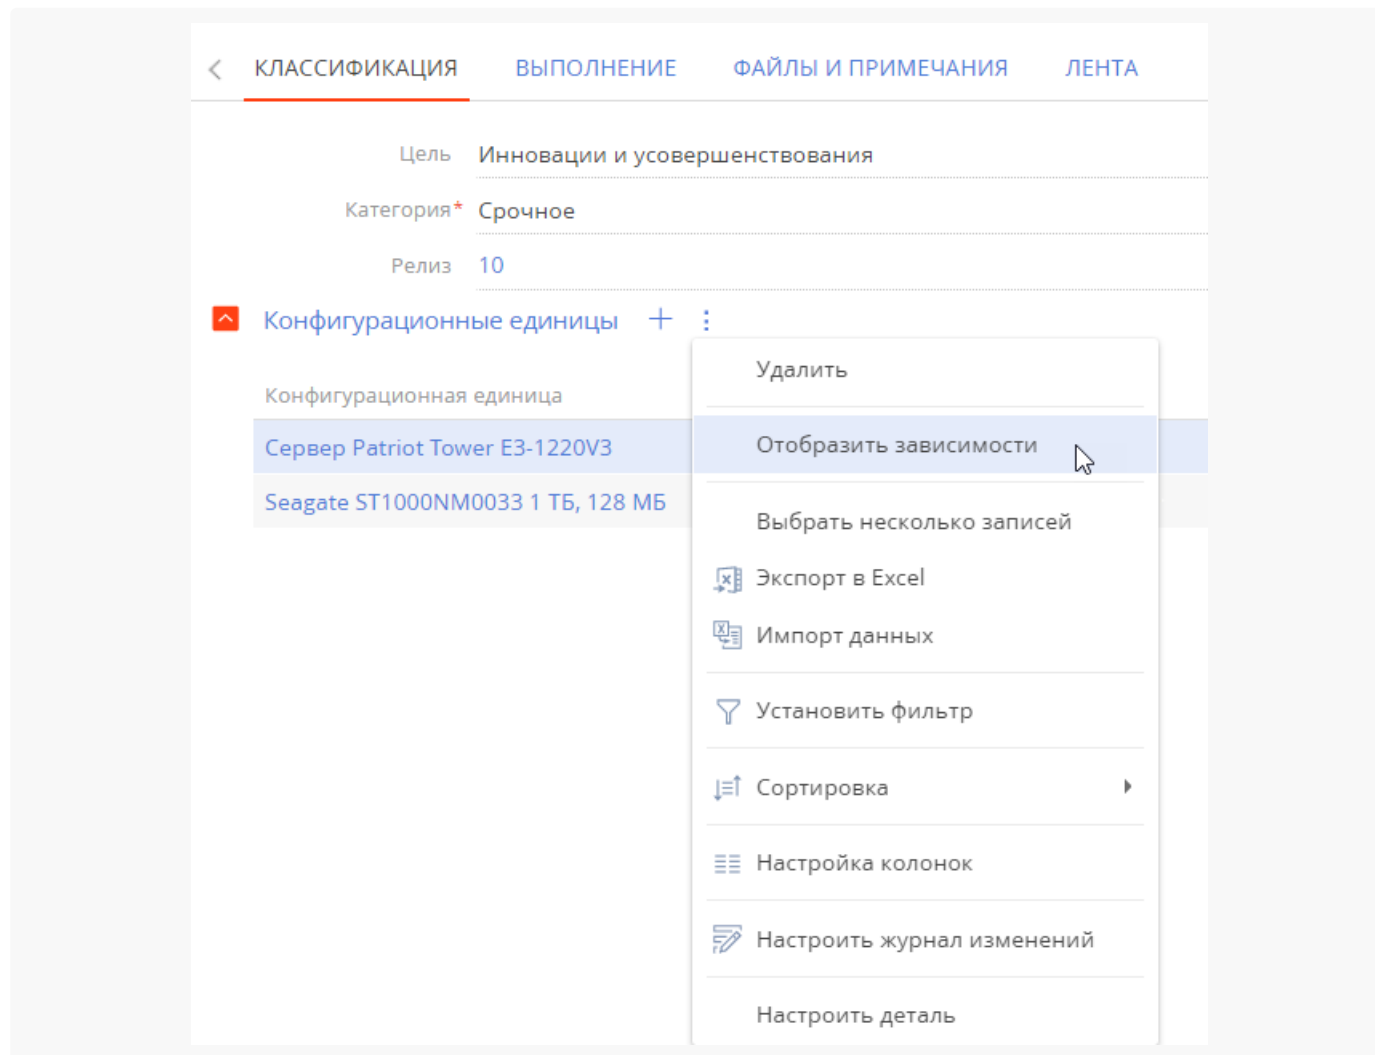 КЛАССИФИКАЦИЯ ВЫПОЛНЕНИЕ ФАЙЛЫ И ПРИМЕЧАНИЯ ЛЕНТА
Цель Инновации и усовершенствования
Категория* Срочное
Релиз 10
Конфигурационные единицы
Конфигурационная единица
Сервер Patriot Tower E3-1220V3
Seagate ST1000NM0033 1 ТБ, 128 МБ
Удалить
Отобразить зависимости
Выбрать несколько записей
Экспорт в Excel
Импорт данных
Установить фильтр
Сортировка
Настройка колонок
Настроить журнал изменений
Настроить деталь